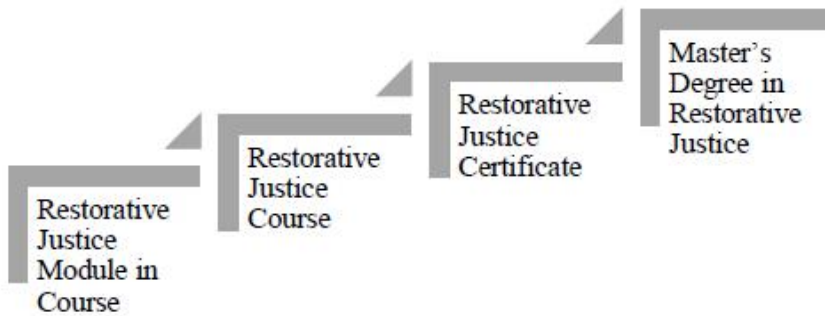 Restorative
Justice
Module in
Course
Restorative
Justice
Course
Restorative
Justice
Certificate
Master's
Degree in
Restorative
Justice